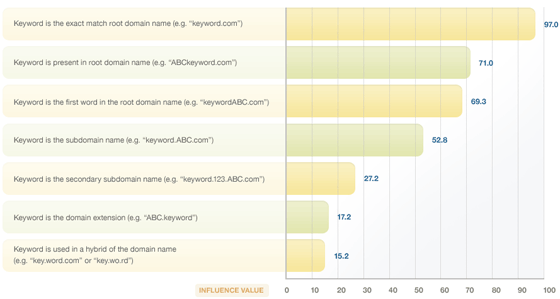 Keyword is the exact match root domain name (e.g. “keyword.com”)
97.0
Keyword is present in root domain name (e.g. “ABCkeyword.com”)
71.0
Keyword is the first word in the root domain name (e.g. “keywordABC.com”)
69.3
Keyword is the subdomain name (e.g. “keyword.ABC.com”)
52.8
Keyword is the secondary subdomain name (e.g. “keyword.123.ABC.com”)
27.2
Keyword is the domain extension (e.g. “ABC.keyword”)
17.2
Keyword is used in a hybrid of the domain name
(e.g. “key.word.com” or “key.wo.rd”)
15.2
INFLUENCE VALUE 0 10 20 30 40 50 60 70 80 90 100